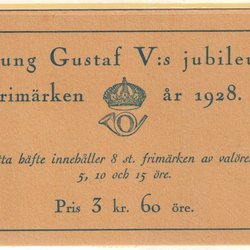 ung Gustaf V:s jubileu
rimärken år 1928.
tta häfte innehåller 8 st. frimärken av valöre
5, 10 och 15 öre.
Pris 3 kr. 60 öre.